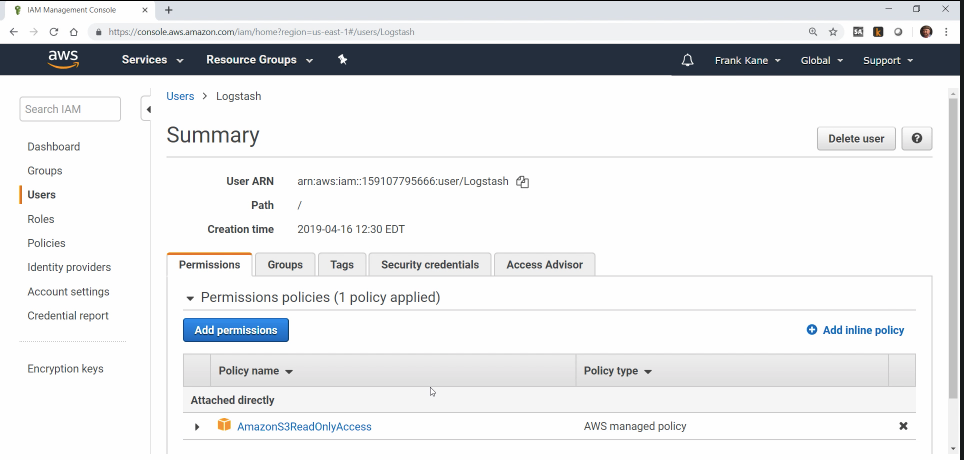 IAM Management Console
https://console.aws.amazon.com/iam/home?region=us-east-1#/users/Logstash
aws Services Resource Groups Frank Kane Global Support
Search IAM
Dashboard
Groups
Users
Roles
Policies
Identity providers
Account settings
Credential report
Encryption keys
Users > Logstash
Summary
Delete user
User ARN arn:aws:iam::159107795666:user/Logstash
Path /
Creation time 2019-04-16 12:30 EDT
Permissions Groups Tags Security credentials Access Advisor
Permissions policies (1 policy applied)
Add permissions Add inline policy
Policy name Policy type
Attached directly
AmazonS3ReadOnlyAccess AWS managed policy